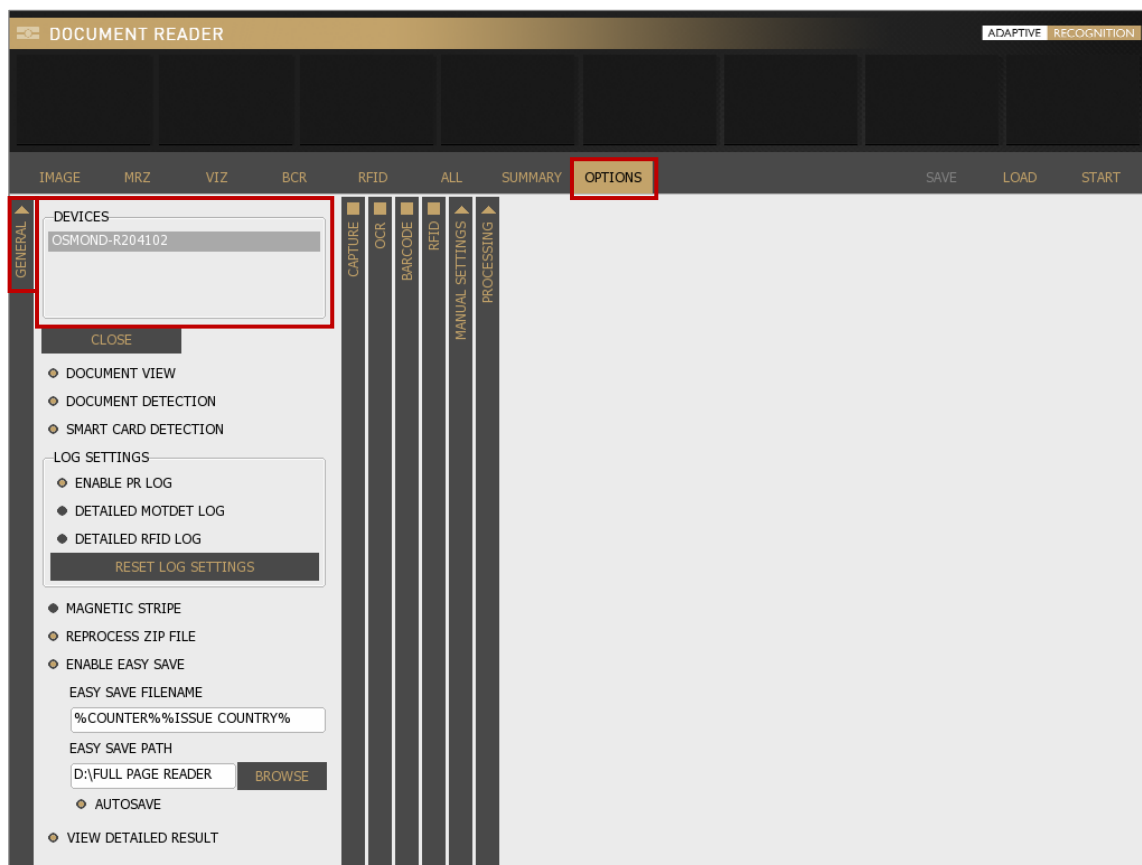 DOCUMENT READER
ADAPTIVE RECOGNITION
IMAGE MRZ VIZ BCR RFID ALL SUMMARY OPTIONS SAVE LOAD START
GENERAL
DEVICES
OSMOND-R204102
CLOSE
DOCUMENT VIEW
DOCUMENT DETECTION
SMART CARD DETECTION
LOG SETTINGS
ENABLE PR LOG
DETAILED MOTDET LOG
DETAILED RFID LOG
RESET LOG SETTINGS
MAGNETIC STRIPE
REPROCESS ZIP FILE
ENABLE EASY SAVE
EASY SAVE FILENAME
%COUNTER%%ISSUE COUNTRY%
EASY SAVE PATH
D:\FULL PAGE READER BROWSE
AUTOSAVE
VIEW DETAILED RESULT
CAPTURE
OCR
BARCODE
RFID
MANUAL SETTINGS
PROCESSING